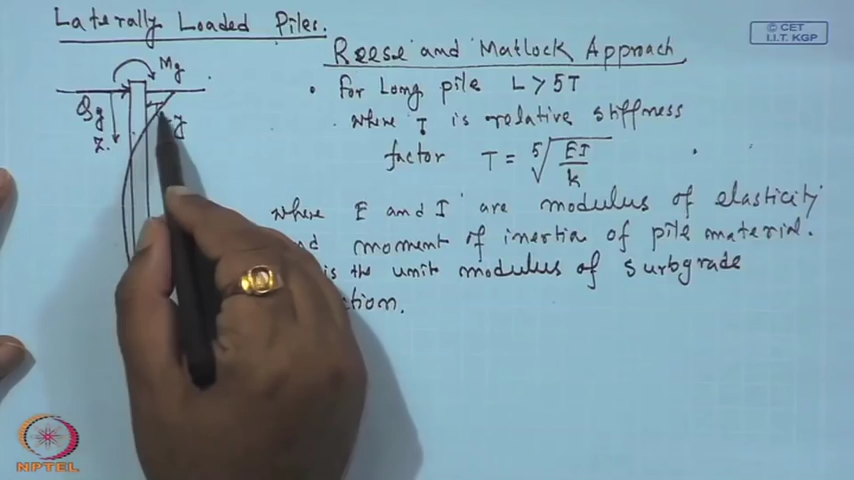 Laterally Loaded Piles.
© CET
I.I.T. KGP
Reese and Matlock Approach
Mg
Qg
y
z.
• for Long pile L > 5T
where T is relative stiffness
factor T = ⁵√(EI/k)
where E and I are modulus of elasticity
moment of inertia of pile material.
is the unit modulus of surbgrade
NPTEL